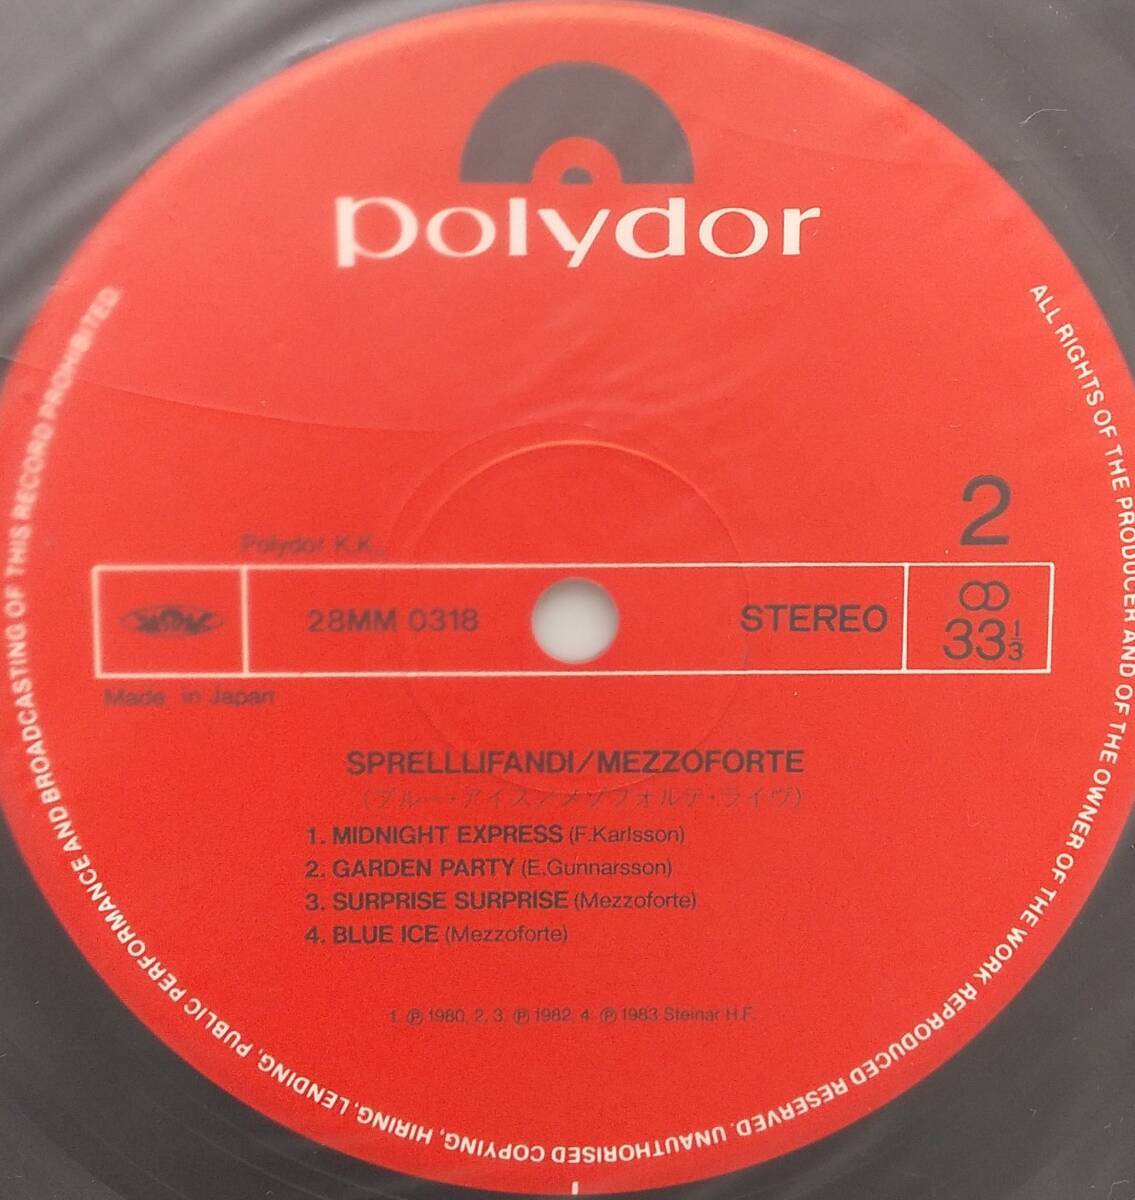 polydor
ALL RIGHTS OF THE PRODUCER AND OF THE OWNER OF THE WORK REPRODUCED RESERVED. UNAUTHORISED COPYING, HIRING, LENDING, PUBLIC PERFORMANCE AND BROADCASTING OF THIS RECORD PROHIBITED
2
Polydor K.K.,
28MM 0318
STEREO
33 1/3
Made in Japan
SPRELLLIFANDI/MEZZOFORTE
(ブルー・アイス/メゾフォルテ・ライヴ)
1. MIDNIGHT EXPRESS (F.Karlsson)
2. GARDEN PARTY (E.Gunnarsson)
3. SURPRISE SURPRISE (Mezzoforte)
4. BLUE ICE (Mezzoforte)
1. ℗ 1980, 2, 3. ℗ 1982, 4. ℗ 1983 Steinar H.F.